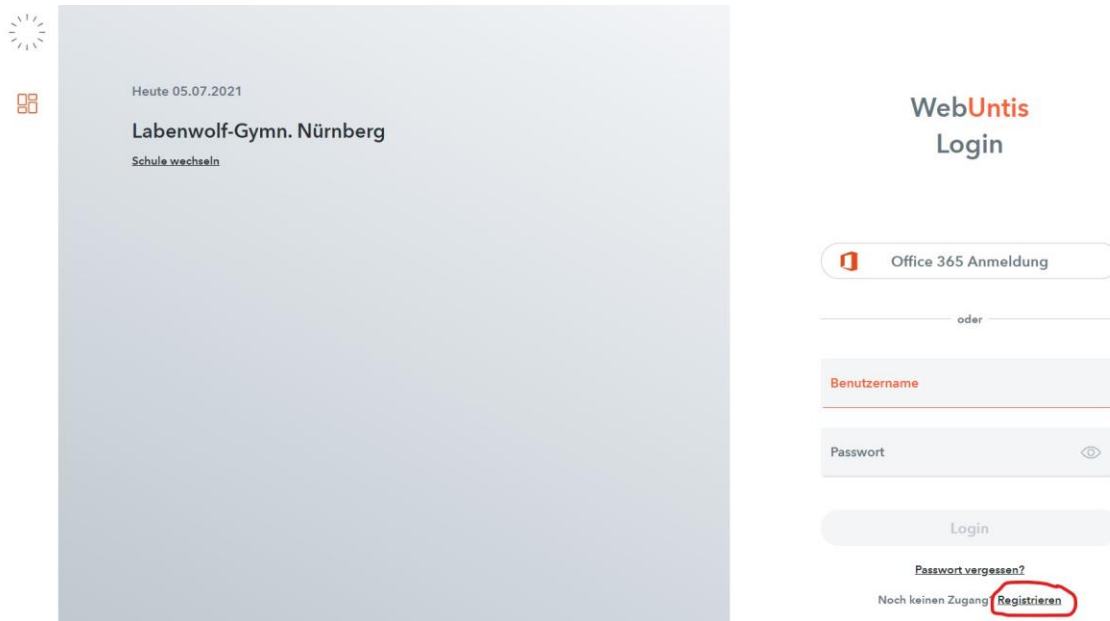 Heute 05.07.2021
Labenwolf-Gymn. Nürnberg
Schule wechseln
WebUntis
Login
Office 365 Anmeldung
oder
Benutzername
Passwort
Login
Passwort vergessen?
Noch keinen Zugang? Registrieren